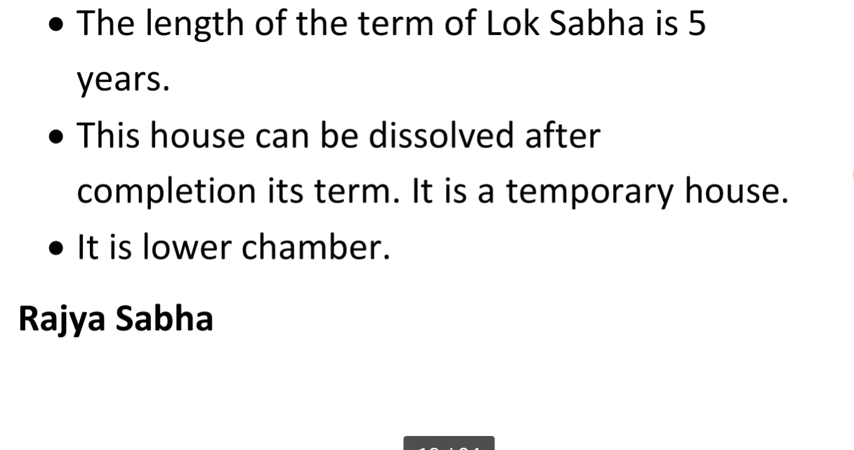 • The length of the term of Lok Sabha is 5
years.
• This house can be dissolved after
completion its term. It is a temporary house.
• It is lower chamber.
Rajya Sabha